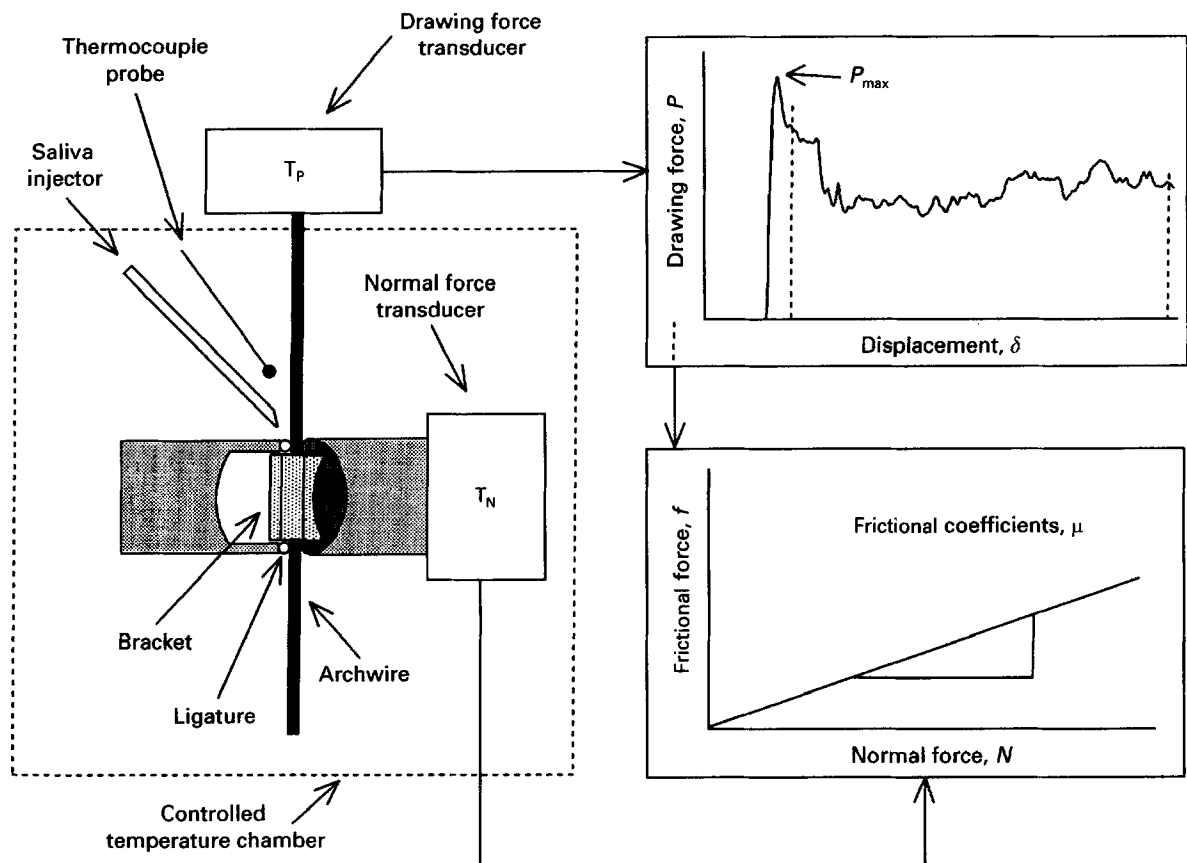 Drawing force
transducer
Thermocouple
probe
Saliva
injector
T_P
Normal force
transducer
T_N
Bracket
Ligature
Archwire
Controlled
temperature chamber
P_max
Drawing force, P
Displacement, δ
Frictional coefficients, μ
Frictional force, f
Normal force, N